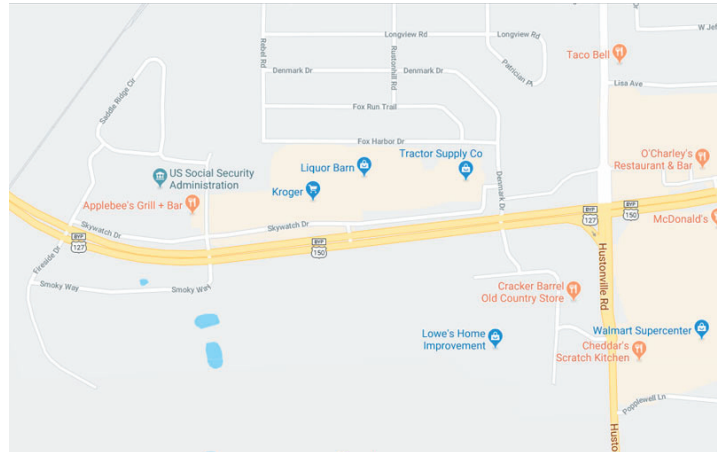 Longview Rd
Longview Rd
W Jef
Rebel Rd
Rustonhill Rd
Taco Bell
Denmark Dr
Denmark Dr
Patrician Pl
Lisa Ave
Saddle Ridge Cir
Fox Run Trail
Fox Harbor Dr
O'Charley's
Restaurant & Bar
Tractor Supply Co
Liquor Barn
US Social Security
Administration
Kroger
Denmark Dr
Applebee's Grill + Bar
BYP
150
BYP
127
McDonald's
Skywatch Dr
Skywatch Dr
BYP
127
BYP
150
Fireside Dr
Hustonville Rd
Smoky Way
Smoky Way
Cracker Barrel
Old Country Store
Lowe's Home
Improvement
Walmart Supercenter
Cheddar's
Scratch Kitchen
Popplewell Ln
Husto